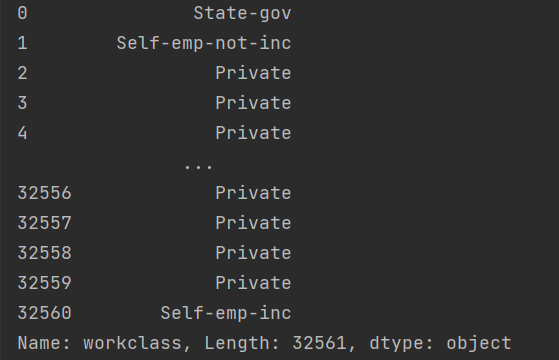 0 State-gov
1 Self-emp-not-inc
2 Private
3 Private
4 Private
...
32556 Private
32557 Private
32558 Private
32559 Private
32560 Self-emp-inc
Name: workclass, Length: 32561, dtype: object